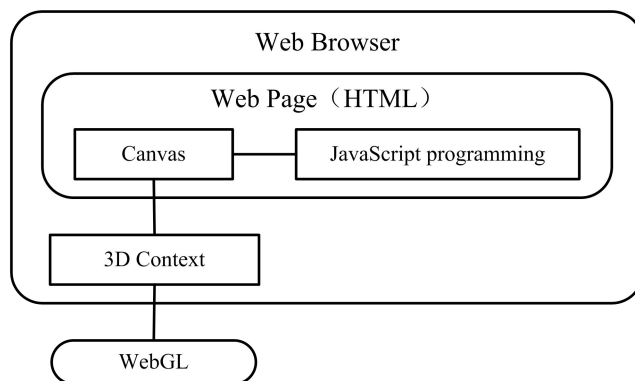 Web Browser
Web Page（HTML）
Canvas
JavaScript programming
3D Context
WebGL